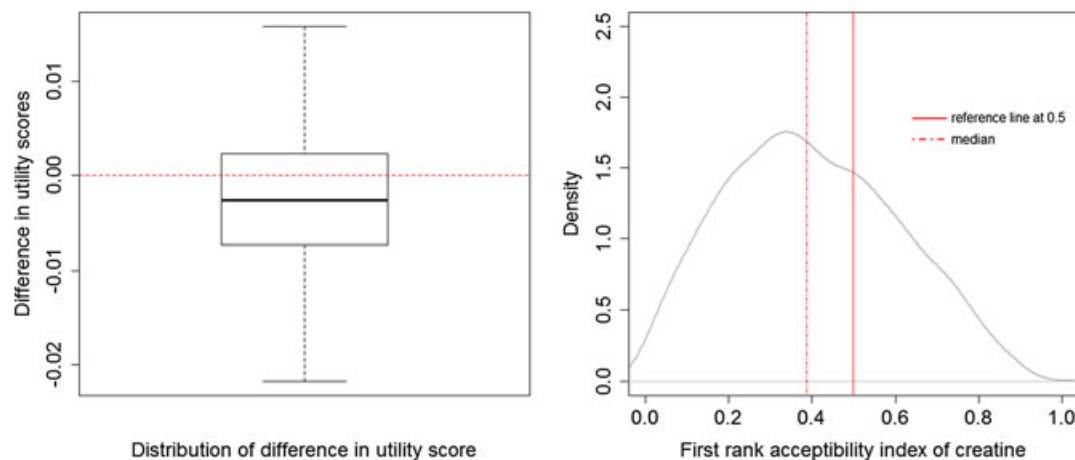 Difference in utility scores
0.01
0.00
-0.01
-0.02
Distribution of difference in utility score
Density
2.5
2.0
1.5
1.0
0.5
0.0
reference line at 0.5
median
0.0 0.2 0.4 0.6 0.8 1.0
First rank acceptibility index of creatine